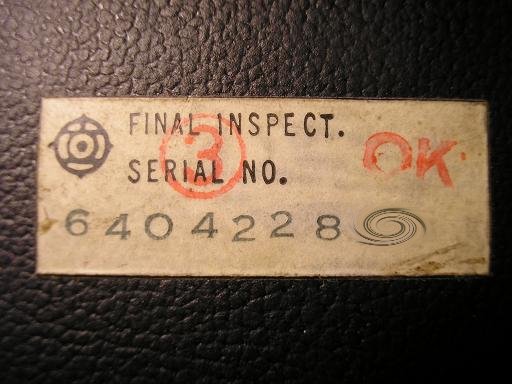 FINAL INSPECT.
SERIAL NO.
3
OK
6404228